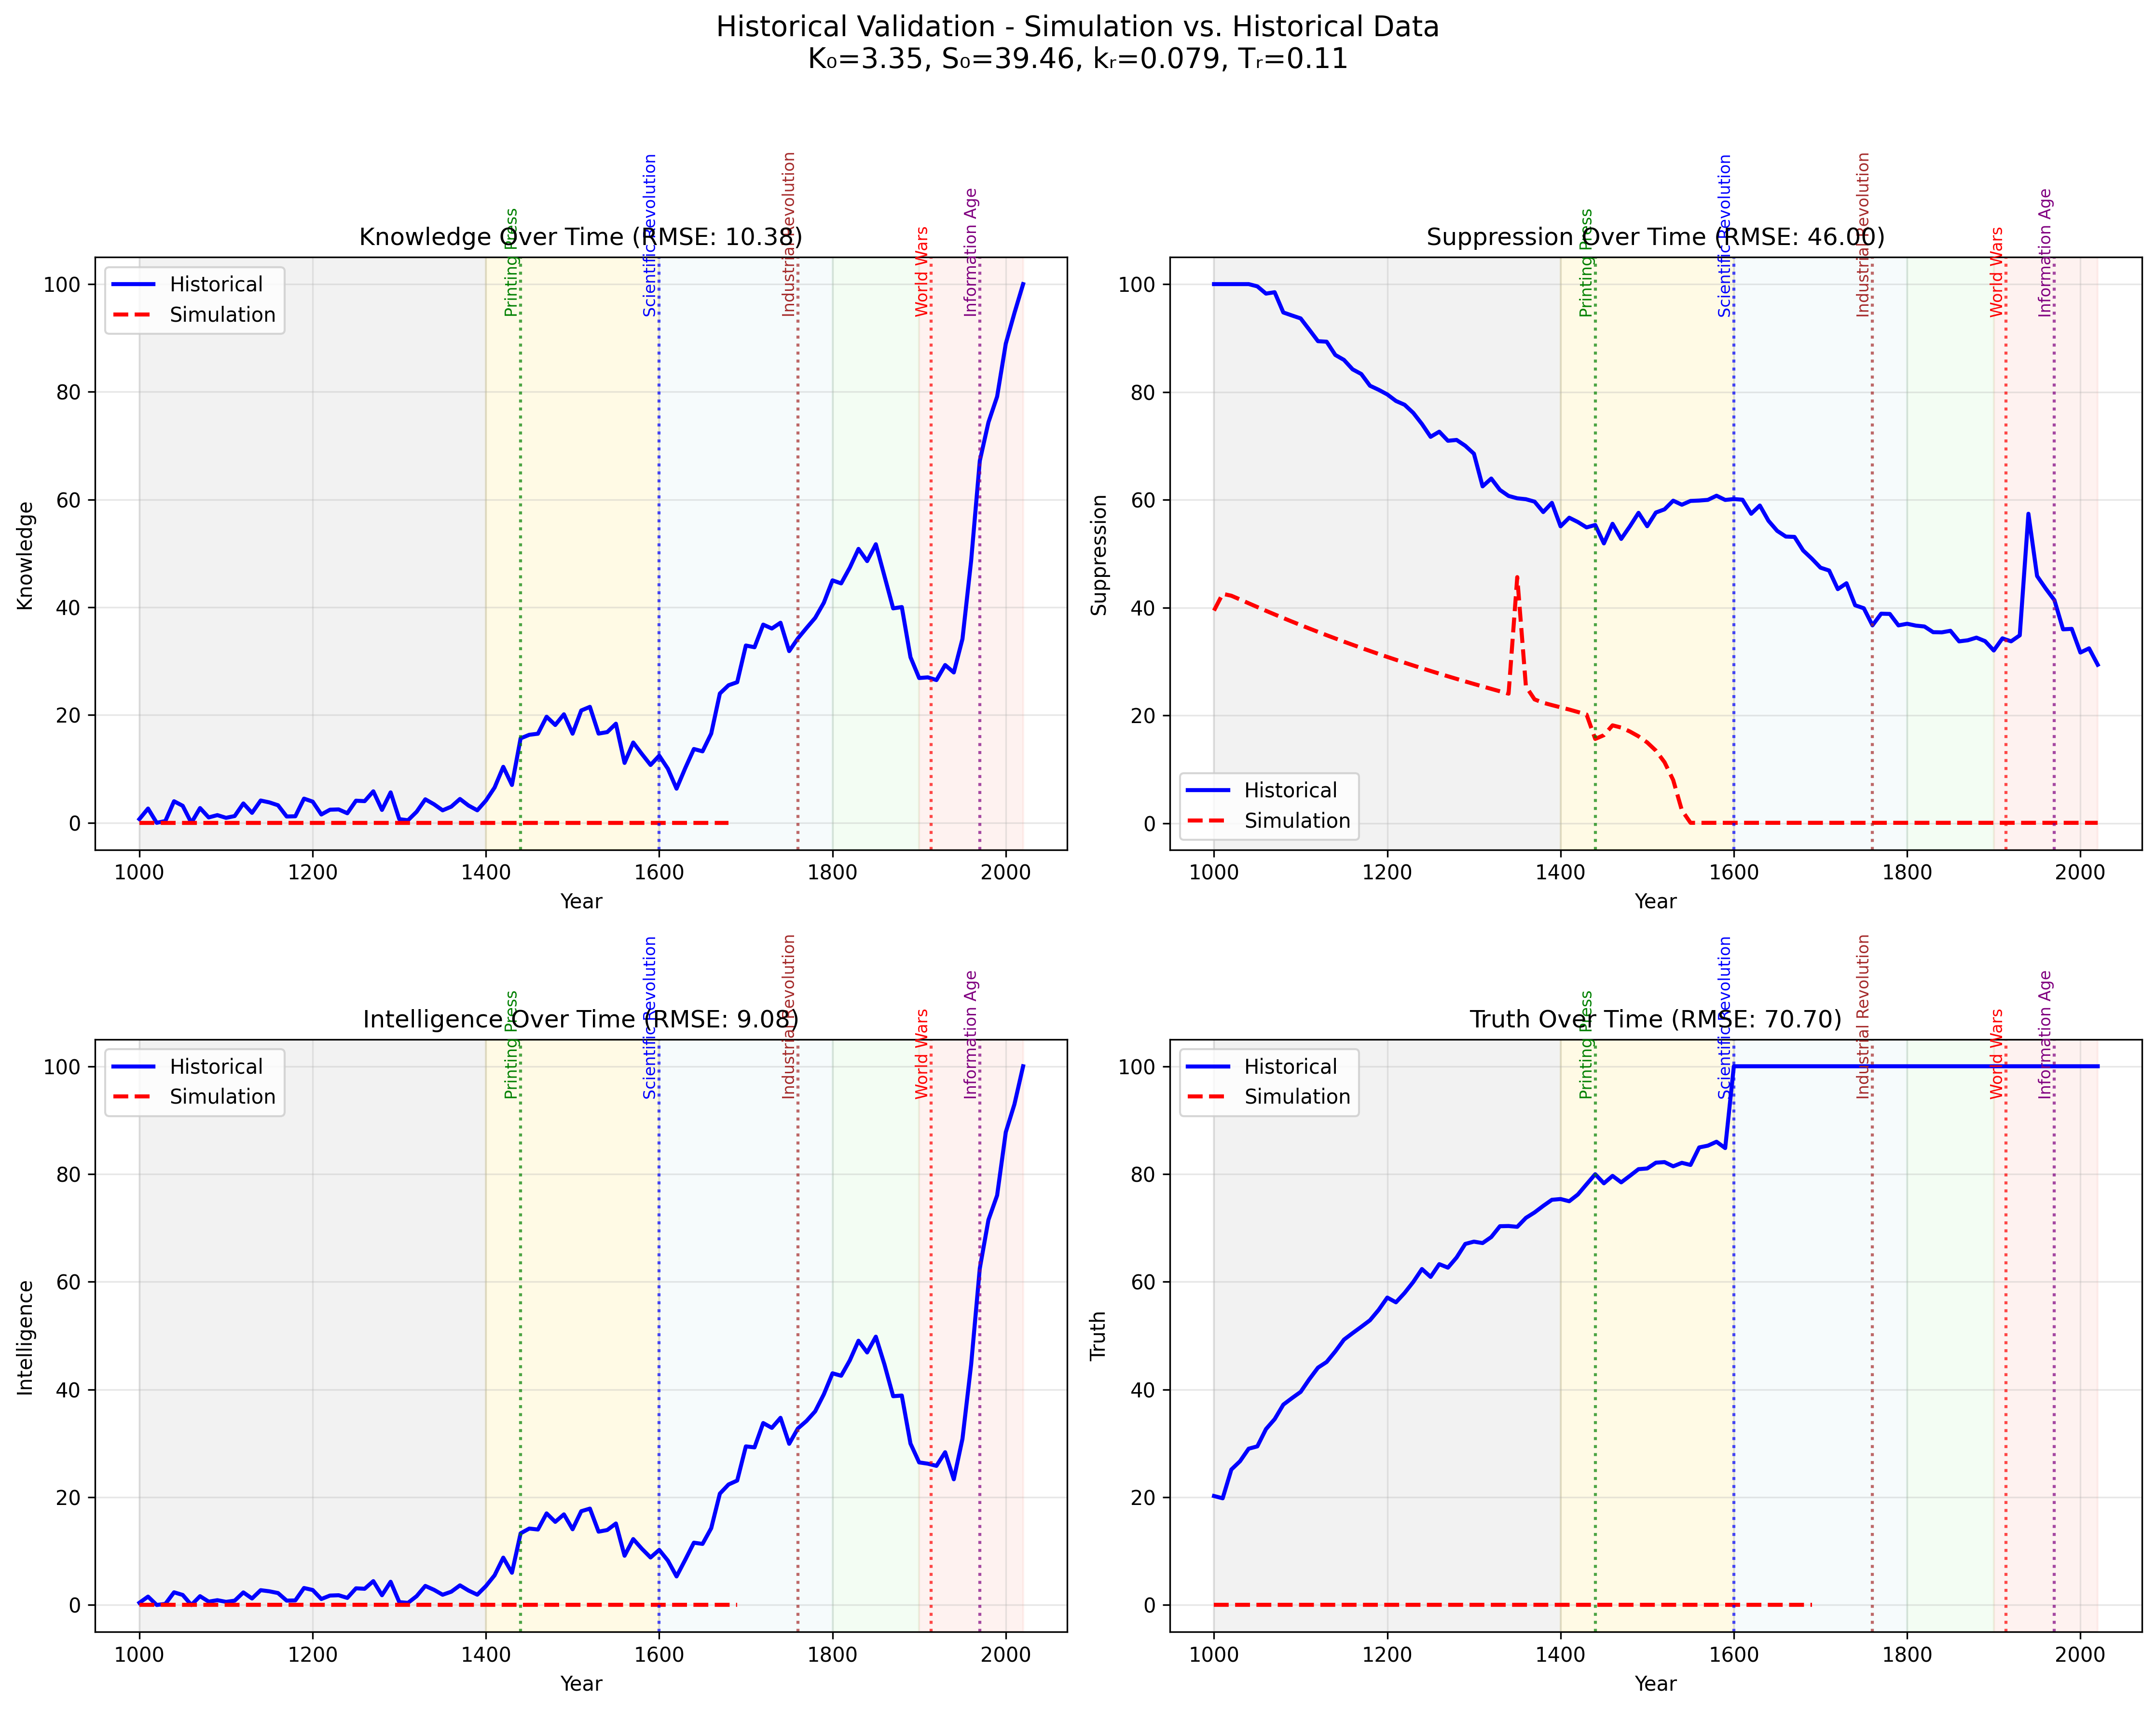 Historical Validation - Simulation vs. Historical Data
K₀=3.35, S₀=39.46, kᵣ=0.079, Tᵣ=0.11
Knowledge Over Time (RMSE: 10.38)
Printing Press
Scientific Revolution
Industrial Revolution
World Wars
Information Age
Historical
Simulation
Knowledge
100
80
60
40
20
0
1000 1200 1400 1600 1800 2000
Year
Suppression Over Time (RMSE: 46.00)
Printing Press
Scientific Revolution
Industrial Revolution
World Wars
Information Age
Suppression
100
80
60
40
20
0
Historical
Simulation
1000 1200 1400 1600 1800 2000
Year
Intelligence Over Time (RMSE: 9.08)
Printing Press
Scientific Revolution
Industrial Revolution
World Wars
Information Age
Historical
Simulation
Intelligence
100
80
60
40
20
0
1000 1200 1400 1600 1800 2000
Year
Truth Over Time (RMSE: 70.70)
Printing Press
Scientific Revolution
Industrial Revolution
World Wars
Information Age
Historical
Simulation
Truth
100
80
60
40
20
0
1000 1200 1400 1600 1800 2000
Year